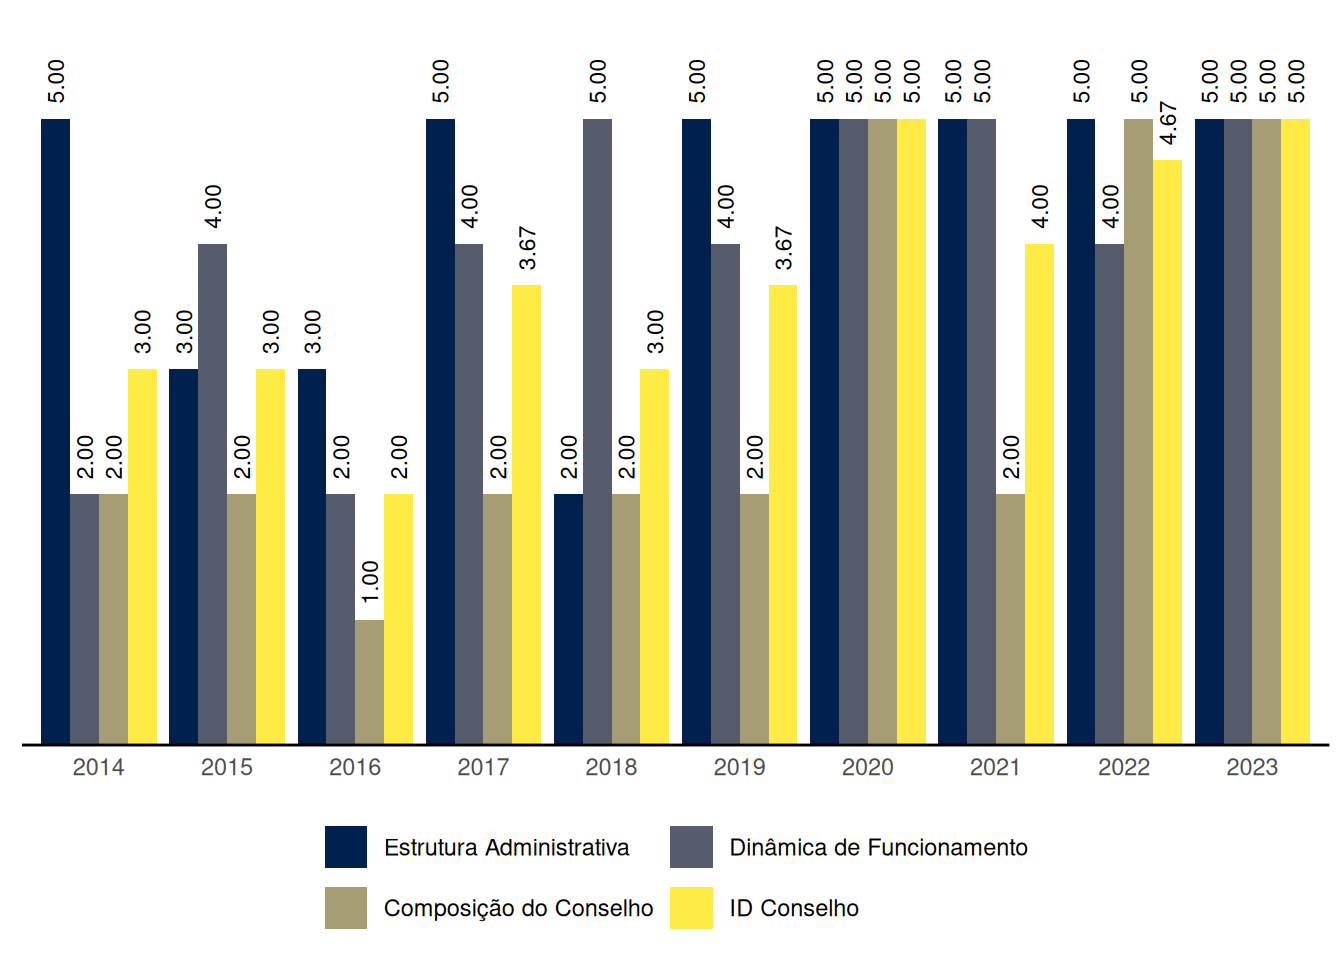 5.00 2.00 2.00 3.00 3.00 4.00 2.00 3.00 3.00 2.00 1.00 2.00 5.00 4.00 2.00 3.67 2.00 5.00 2.00 3.00 5.00 4.00 2.00 3.67 5.00 5.00 5.00 5.00 5.00 5.00 2.00 4.00 5.00 4.00 5.00 4.67 5.00 5.00 5.00 5.00
2014 2015 2016 2017 2018 2019 2020 2021 2022 2023
Estrutura Administrativa Dinâmica de Funcionamento
Composição do Conselho ID Conselho